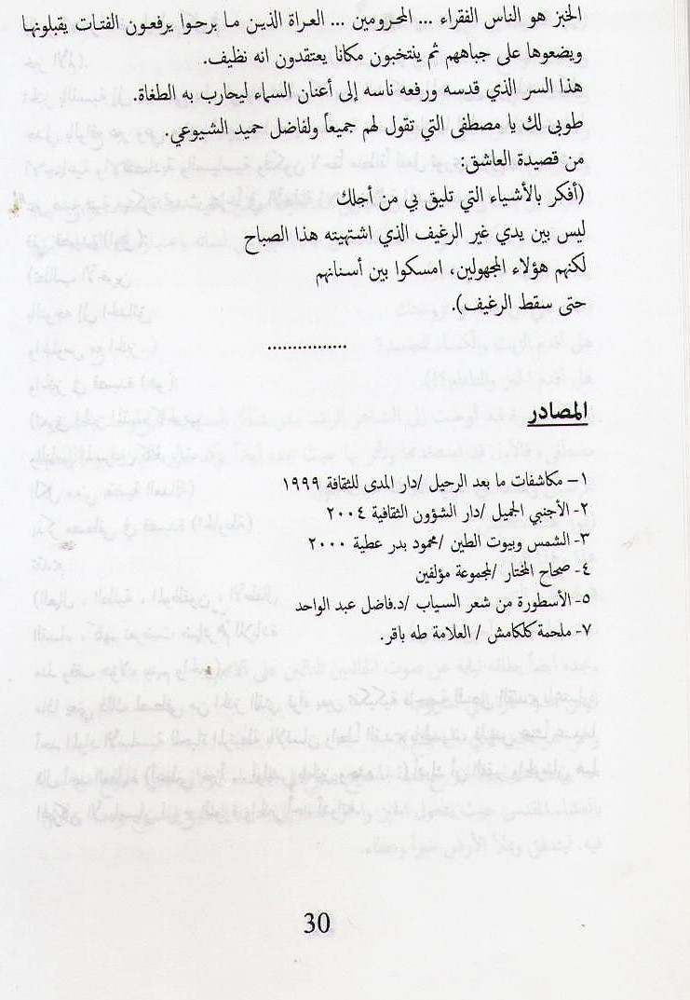 الخبز هو الناس الفقراء ... المحرومين ... العراة الذين ما برحوا يرفعون الفتات يقبلونها
ويضعوها على جباههم ثم ينتخبون مكانا يعتقدون انه نظيف.
هذا السر الذي قدسه ورفعه ناسه إلى أعنان السماء ليحارب به الطغاة.
طوبى لك يا مصطفى التي تقول لهم جميعاً ولفاضل حميد الشيوعي.
من قصيدة العاشق:
(أفكر بالأشياء التي تليق بي من أجلك
ليس بين يدي غير الرغيف الذي اشتهيته هذا الصباح
لكنهم هؤلاء المجهولين، امسكوا بين أسنانهم
حتى سقط الرغيف).
................
المصادر
١– مكاشفات ما بعد الرحيل /دار المدى للثقافة ١٩٩٩
٢- الأجنبي الجميل /دار الشؤون الثقافية ٢٠٠٤
٣- الشمس وبيوت الطين /محمود بدر عطية ٢٠٠٠
٤- صحاح المختار /مجموعة مؤلفين
٥- الأسطورة من شعر السياب /د.فاضل عبد الواحد
٧- ملحمة كلكامش / العلامة طه باقر.
30